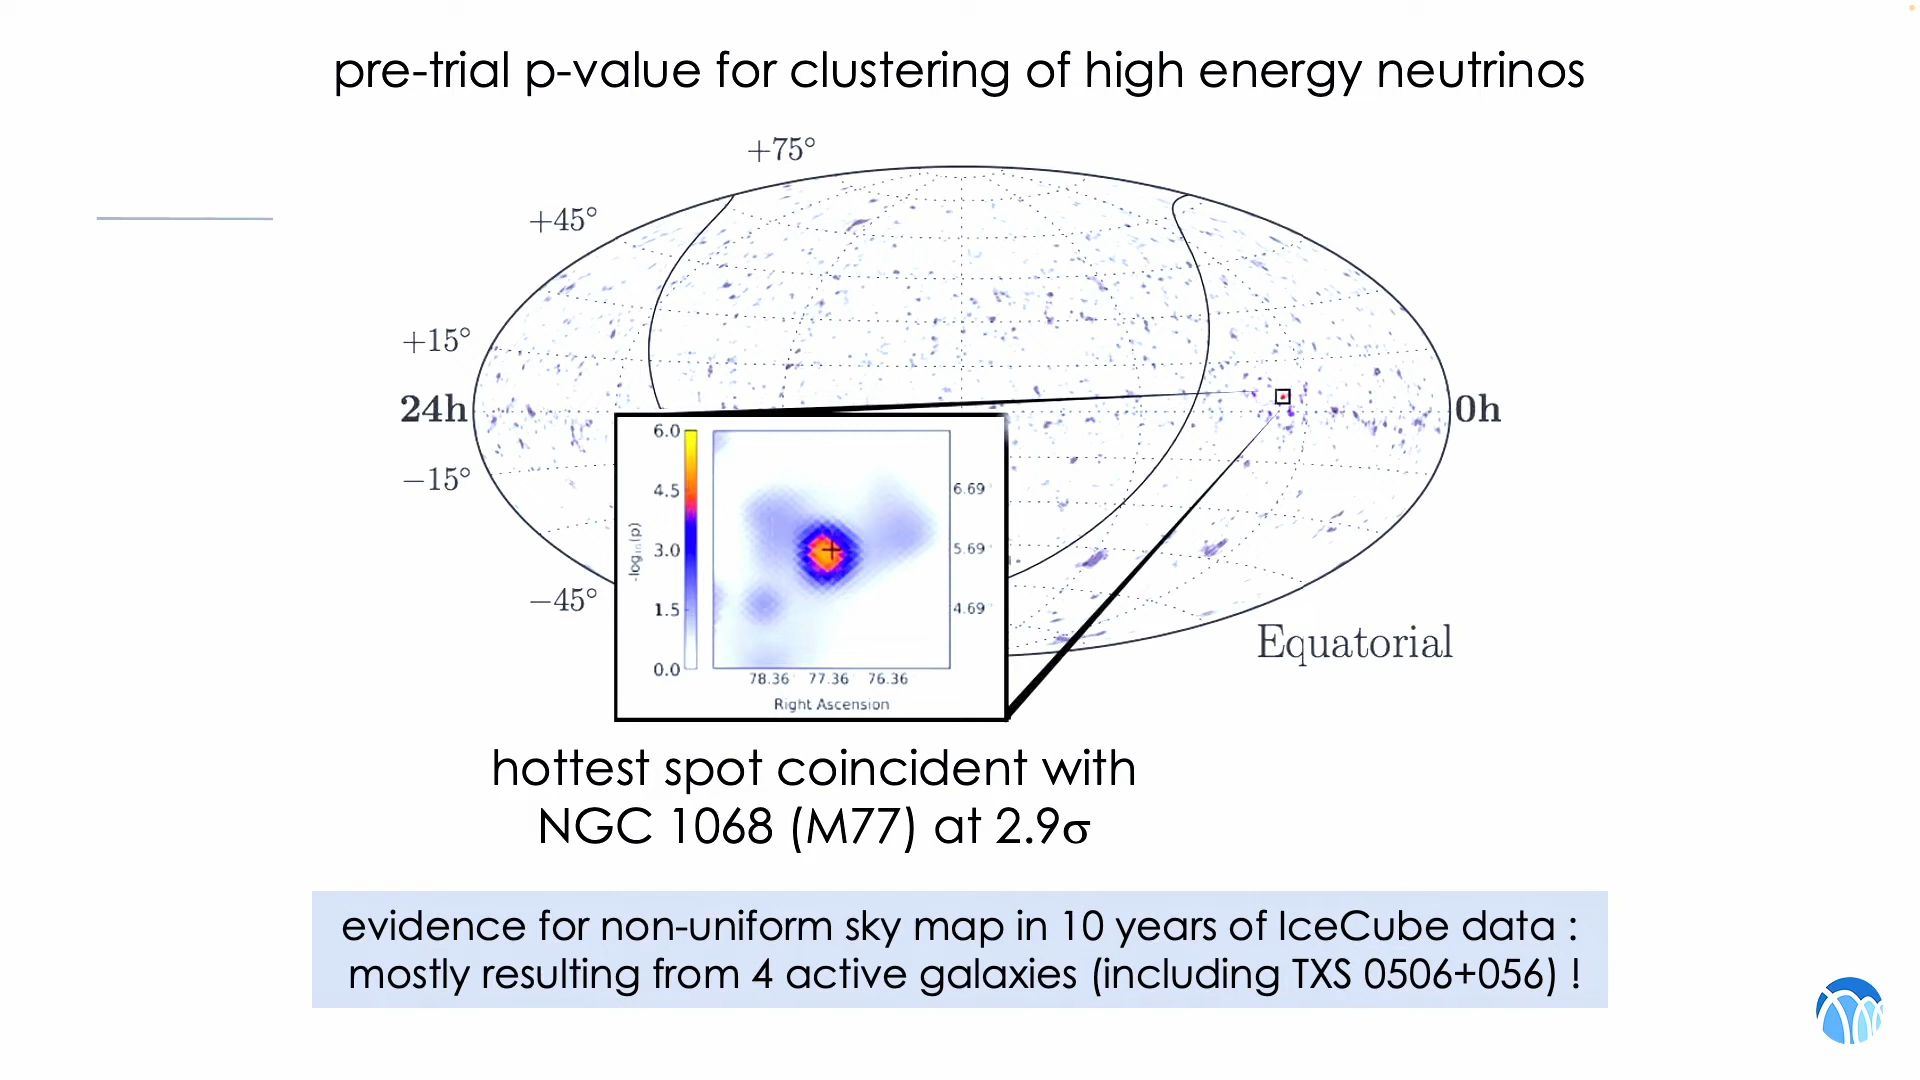 pre-trial p-value for clustering of high energy neutrinos
+75°
+45°
+15°
24h
0h
−15°
−45°
Equatorial
6.0
4.5
3.0
1.5
0.0
-log₁₀(p)
6.69
5.69
4.69
78.36 77.36 76.36
Right Ascension
hottest spot coincident with
NGC 1068 (M77) at 2.9σ
evidence for non-uniform sky map in 10 years of IceCube data :
mostly resulting from 4 active galaxies (including TXS 0506+056) !